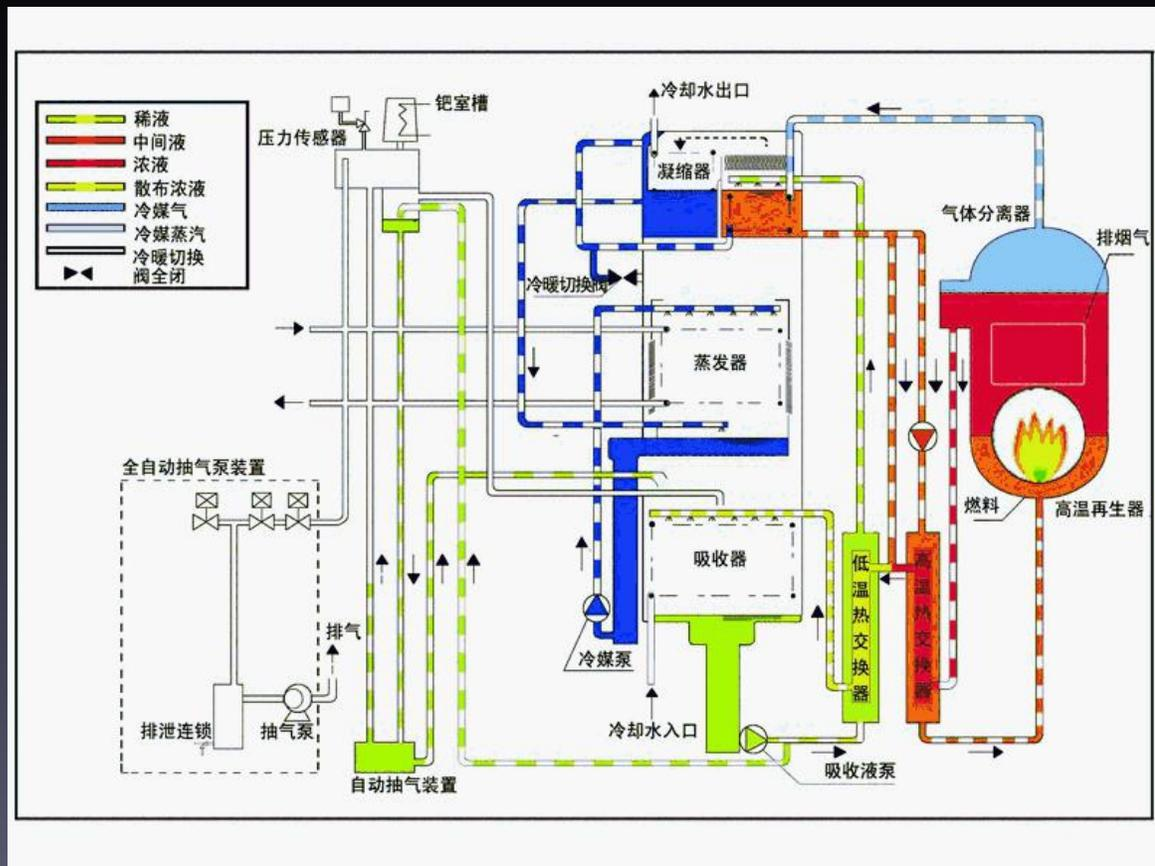 稀液
中间液
浓液
散布浓液
冷媒气
冷媒蒸汽
冷暖切换
阀全闭
压力传感器
钯室槽
冷却水出口
凝缩器
气体分离器
排烟气
冷暖切换阀
蒸发器
全自动抽气泵装置
燃料
高温再生器
吸收器
低温热交换器
高温热交换器
排气
冷媒泵
排泄连锁
抽气泵
冷却水入口
自动抽气装置
吸收液泵